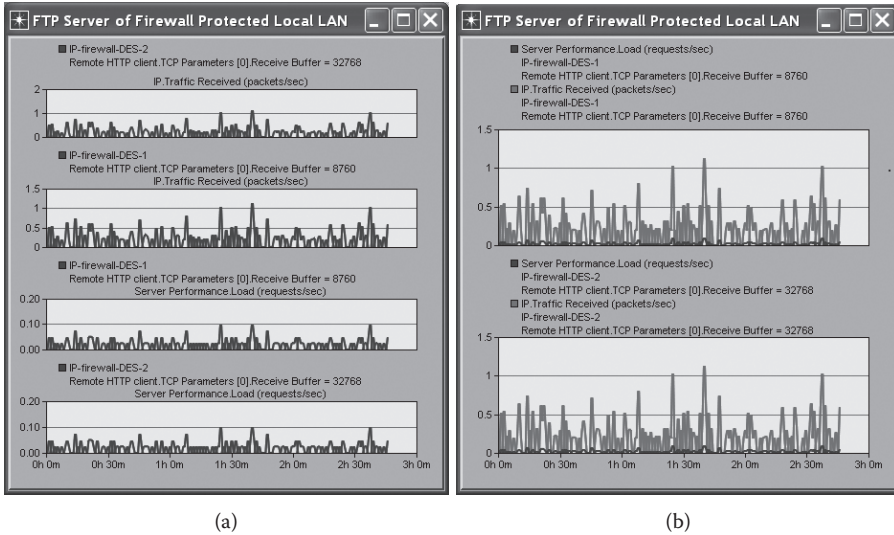 FTP Server of Firewall Protected Local LAN
IP-firewall-DES-2
Remote HTTP client.TCP Parameters [0].Receive Buffer = 32768
IP.Traffic Received (packets/sec)
2
1
0
IP-firewall-DES-1
Remote HTTP client.TCP Parameters [0].Receive Buffer = 8760
IP.Traffic Received (packets/sec)
1.5
1
0.5
0
IP-firewall-DES-1
Remote HTTP client.TCP Parameters [0].Receive Buffer = 8760
Server Performance.Load (requests/sec)
0.20
0.10
0.00
IP-firewall-DES-2
Remote HTTP client.TCP Parameters [0].Receive Buffer = 32768
Server Performance.Load (requests/sec)
0.20
0.10
0.00
0h 0m 0h 30m 1h 0m 1h 30m 2h 0m 2h 30m 3h 0m
(a)
FTP Server of Firewall Protected Local LAN
Server Performance.Load (requests/sec)
IP-firewall-DES-1
Remote HTTP client.TCP Parameters [0].Receive Buffer = 8760
IP.Traffic Received (packets/sec)
IP-firewall-DES-1
Remote HTTP client.TCP Parameters [0].Receive Buffer = 8760
1.5
1
0.5
0
Server Performance.Load (requests/sec)
IP-firewall-DES-2
Remote HTTP client.TCP Parameters [0].Receive Buffer = 32768
IP.Traffic Received (packets/sec)
IP-firewall-DES-2
Remote HTTP client.TCP Parameters [0].Receive Buffer = 32768
1.5
1
0.5
0
0h 0m 0h 30m 1h 0m 1h 30m 2h 0m 2h 30m 3h 0m
(b)